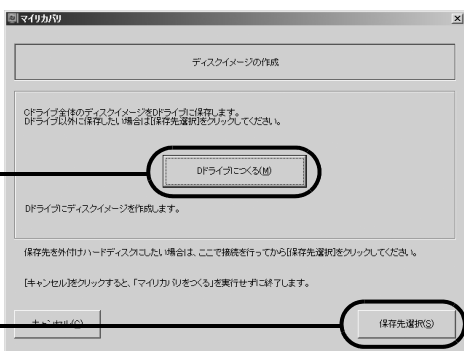 マイリカバリ
ディスクイメージの作成
Cドライブ全体のディスクイメージをDドライブに保存します。
Dドライブ以外に保存したい場合は[保存先選択]をクリックしてください。
Dドライブにつくる(M)
Dドライブにディスクイメージを作成します。
保存先を外付けハードディスクにしたい場合は、ここで接続を行ってから[保存先選択]をクリックしてください。
[キャンセル]をクリックすると、「マイリカバリをつくる」を実行せずに終了します。
キャンセル(C)
保存先選択(S)